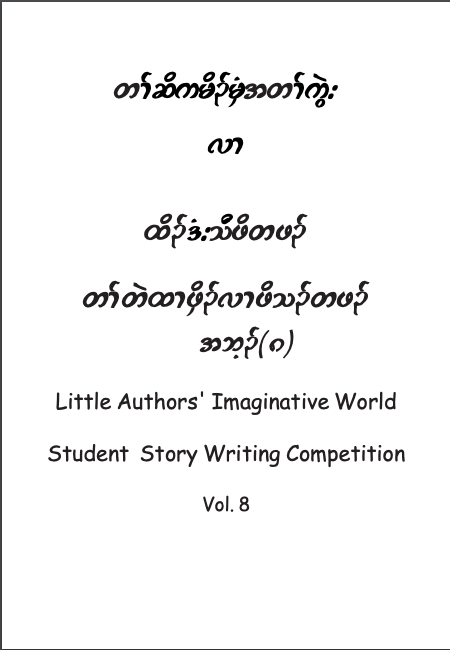 တၢ်ဆိကမိၣ်မှံအတၢ်ကွဲး
လၢ
ထိၣ်ဒံးသီဖိတဖၣ်
တၢ်တဲထၢဖှိၣ်လၢဖိသၣ်တဖၣ်
အဘ့ၣ်(၈)
Little Authors' Imaginative World
Student Story Writing Competition
Vol. 8